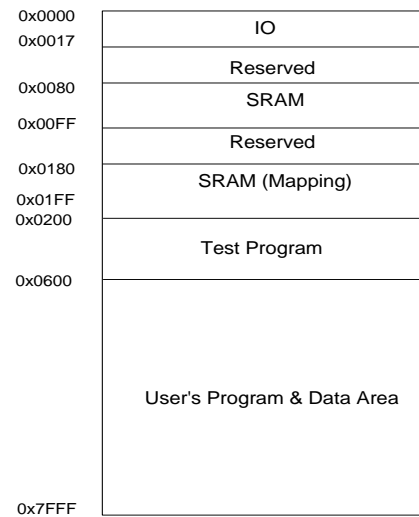 0x0000
IO
0x0017
Reserved
0x0080
SRAM
0x00FF
Reserved
0x0180
SRAM (Mapping)
0x01FF
0x0200
Test Program
0x0600
User's Program & Data Area
0x7FFF